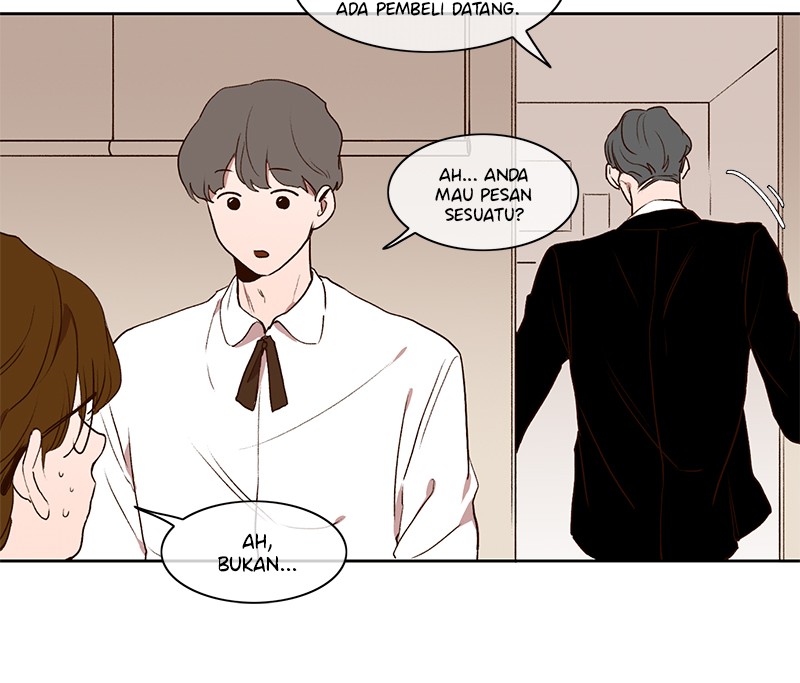 ADA PEMBELI DATANG.
AH... ANDA
MAU PESAN
SESUATU?
AH,
BUKAN...